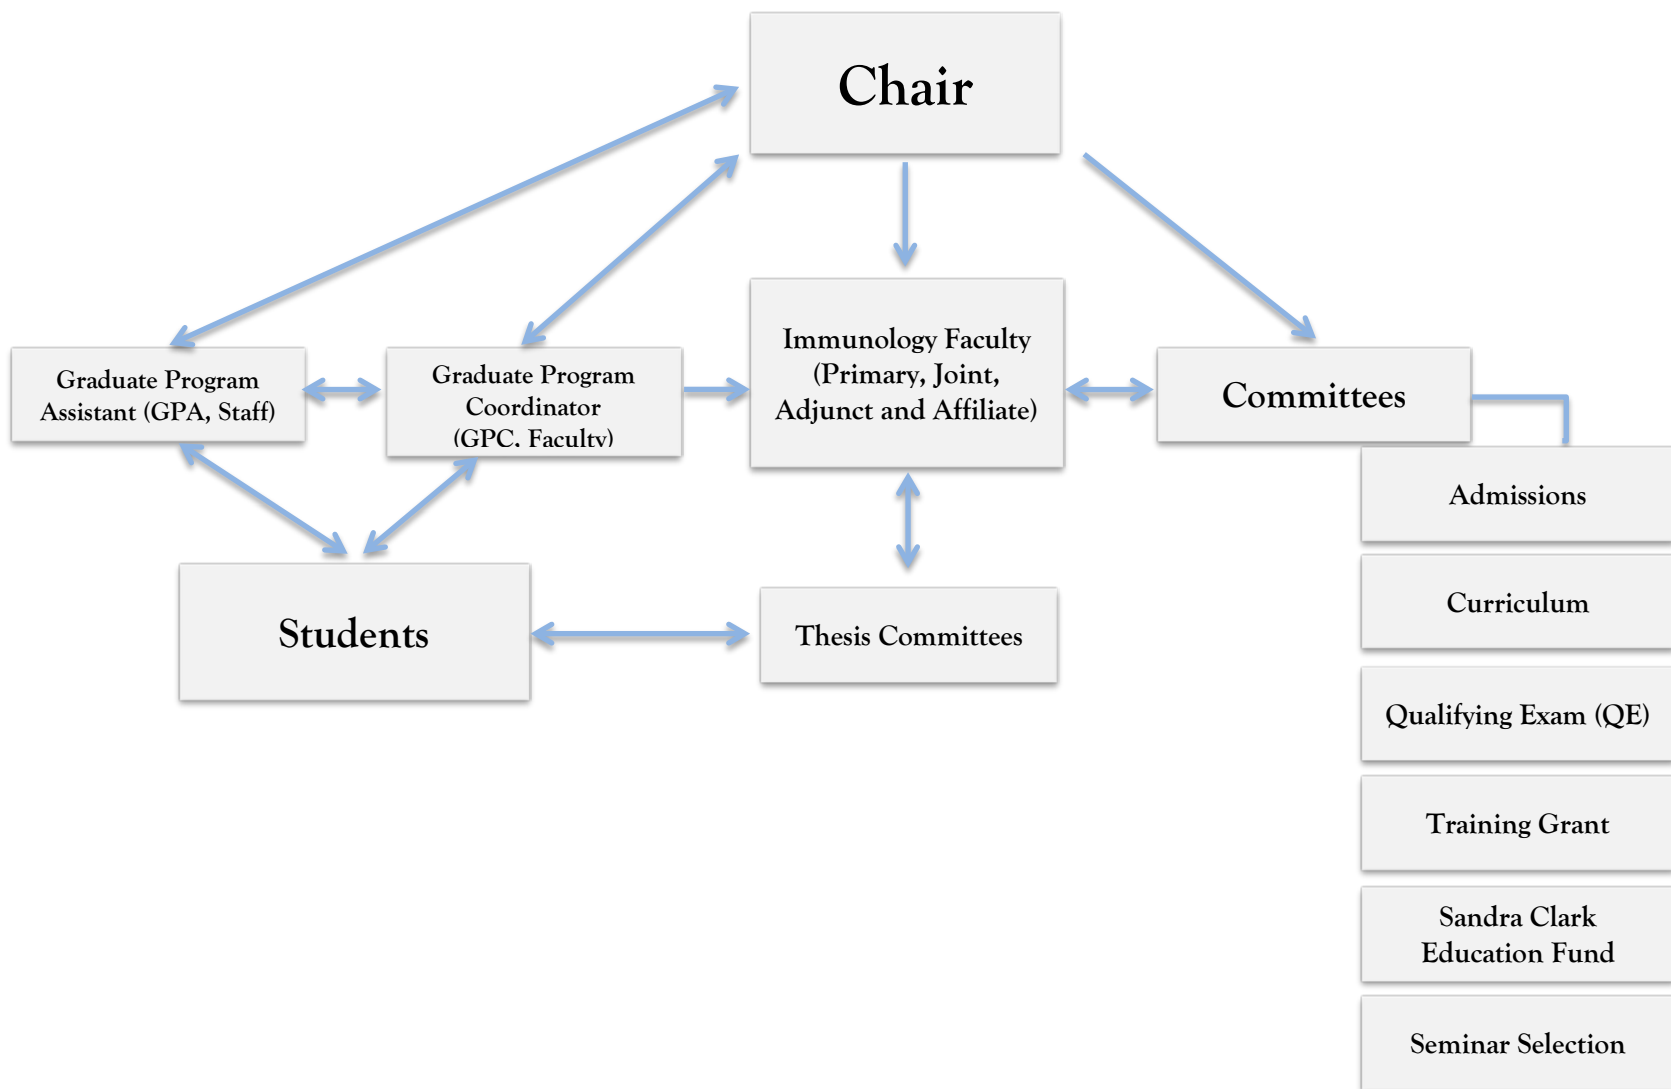 Chair
Graduate Program
Assistant (GPA, Staff)
Graduate Program
Coordinator
(GPC, Faculty)
Immunology Faculty
(Primary, Joint,
Adjunct and Affiliate)
Committees
Admissions
Curriculum
Qualifying Exam (QE)
Training Grant
Sandra Clark
Education Fund
Seminar Selection
Students
Thesis Committees